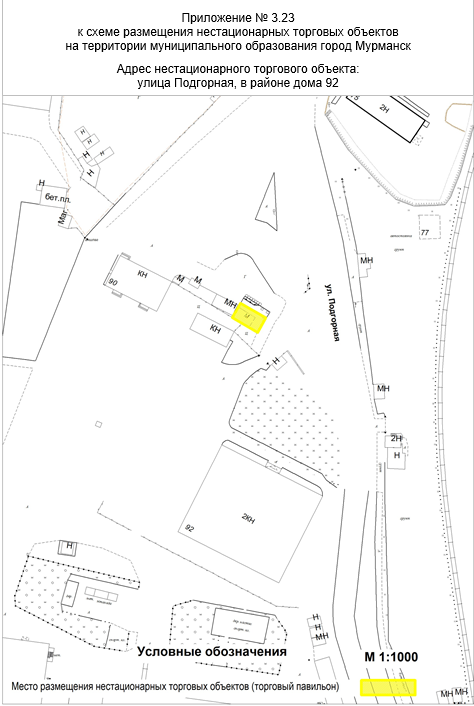 Приложение № 3.23
к схеме размещения нестационарных торговых объектов
на территории муниципального образования город Мурманск
Адрес нестационарного торгового объекта:
улица Подгорная, в районе дома 92
2Н
Н
Н
Н
Н
Н
Н
бет.пл.
Маг.
77
МН
КН
90
М
М
МН
КН
ул. Подгорная
Н
МН
2Н
Н
2КН
92
Н
Н
Н
МН
Условные обозначения
М 1:1000
Место размещения нестационарных торговых объектов (торговый павильон)
МН МН